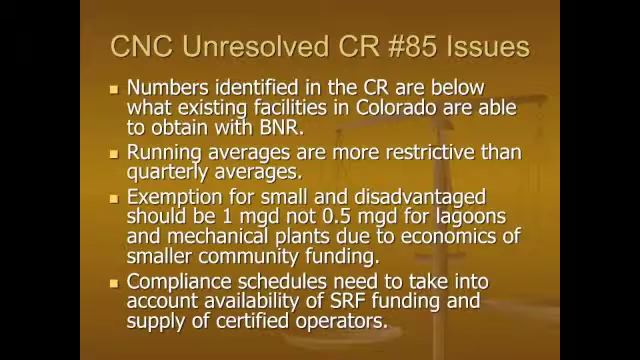 CNC Unresolved CR #85 Issues
Numbers identified in the CR are below
what existing facilities in Colorado are able
to obtain with BNR.
Running averages are more restrictive than
quarterly averages.
Exemption for small and disadvantaged
should be 1 mgd not 0.5 mgd for lagoons
and mechanical plants due to economics of
smaller community funding.
Compliance schedules need to take into
account availability of SRF funding and
supply of certified operators.